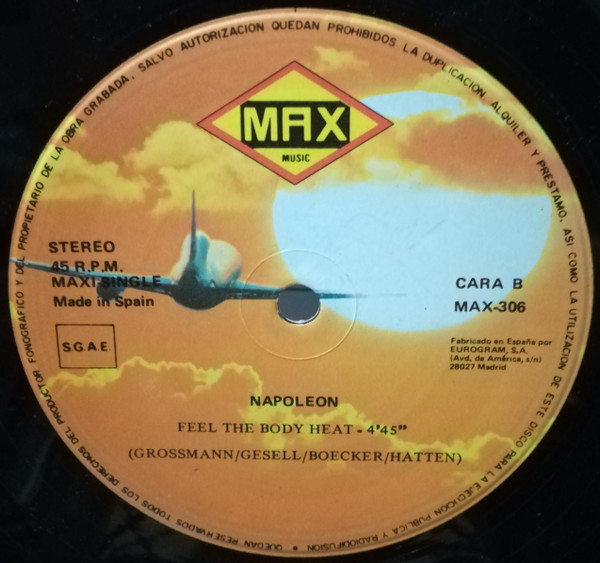 QUEDAN RESERVADOS TODOS LOS DERECHOS DEL PRODUCTOR FONOGRAFICO Y DEL PROPIETARIO DE LA OBRA GRABADA. SALVO AUTORIZACION QUEDAN PROHIBIDOS LA DUPLICACION, ALQUILER Y PRESTAMO, ASI COMO LA UTILIZACION DE ESTE DISCO PARA LA EJECUCION PUBLICA Y RADIODIFUSION •
MAX
MUSIC
STEREO
45 R.P.M.
MAXI-SINGLE
Made in Spain
S.G.A.E.
CARA B
MAX-306
Fabricado en España por
EUROGRAM, S.A.
(Avd. de América, s/n)
28027 Madrid
NAPOLEON
FEEL THE BODY HEAT - 4'45"
(GROSSMANN/GESELL/BOECKER/HATTEN)